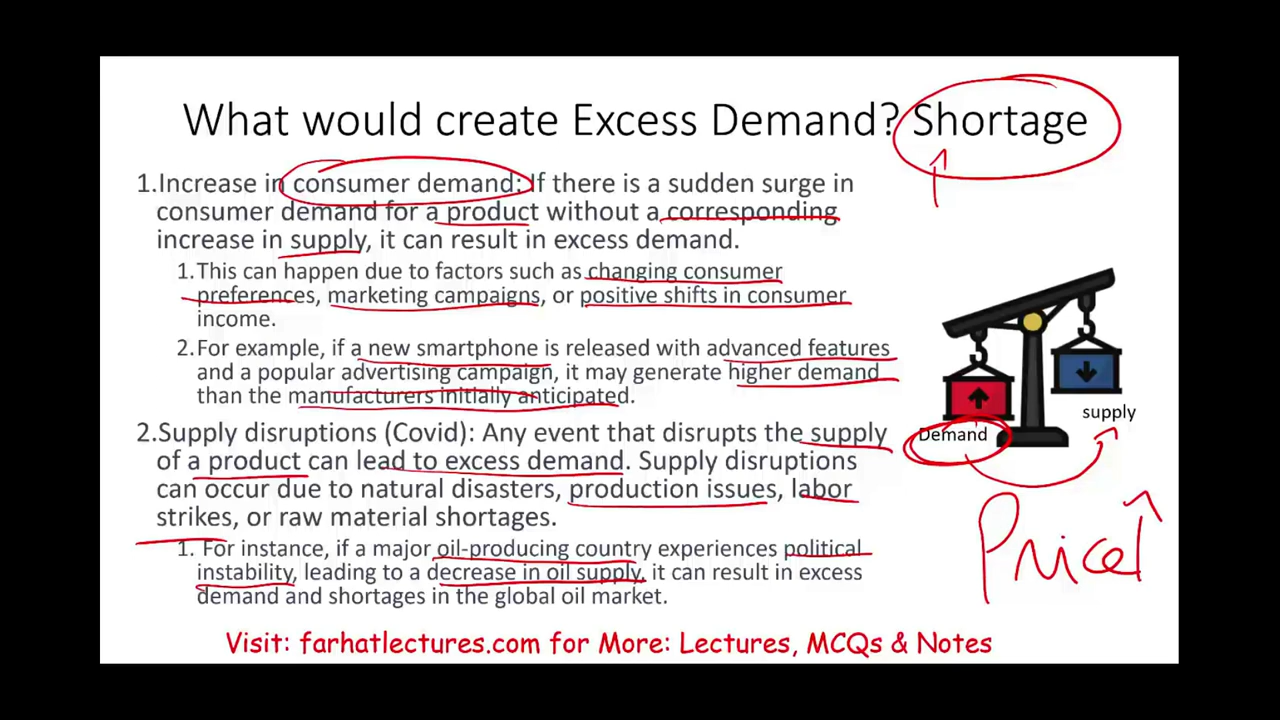 What would create Excess Demand? Shortage
1.Increase in consumer demand: If there is a sudden surge in
consumer demand for a product without a corresponding
increase in supply, it can result in excess demand.
1.This can happen due to factors such as changing consumer
preferences, marketing campaigns, or positive shifts in consumer
income.
2.For example, if a new smartphone is released with advanced features
and a popular advertising campaign, it may generate higher demand
than the manufacturers initially anticipated.
supply
Demand
2.Supply disruptions (Covid): Any event that disrupts the supply
of a product can lead to excess demand. Supply disruptions
can occur due to natural disasters, production issues, labor
strikes, or raw material shortages.
Price
1. For instance, if a major oil-producing country experiences political
instability, leading to a decrease in oil supply, it can result in excess
demand and shortages in the global oil market.
Visit: farhatlectures.com for More: Lectures, MCQs & Notes